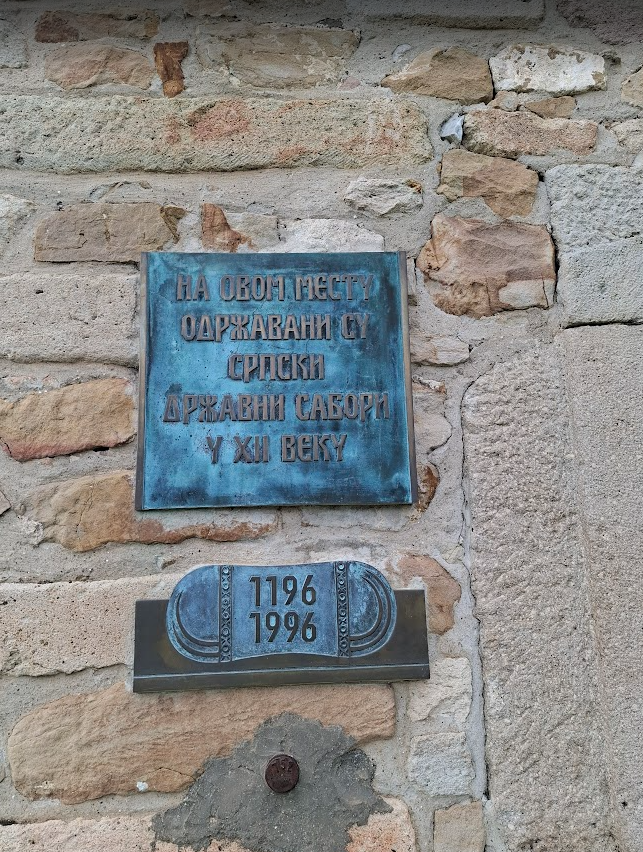 НА ОВОМ МЕСТУ
ОДРЖАВАНИ СУ
СРПСКИ
ДРЖАВНИ САБОРИ
У XII ВЕКУ
1196
1996